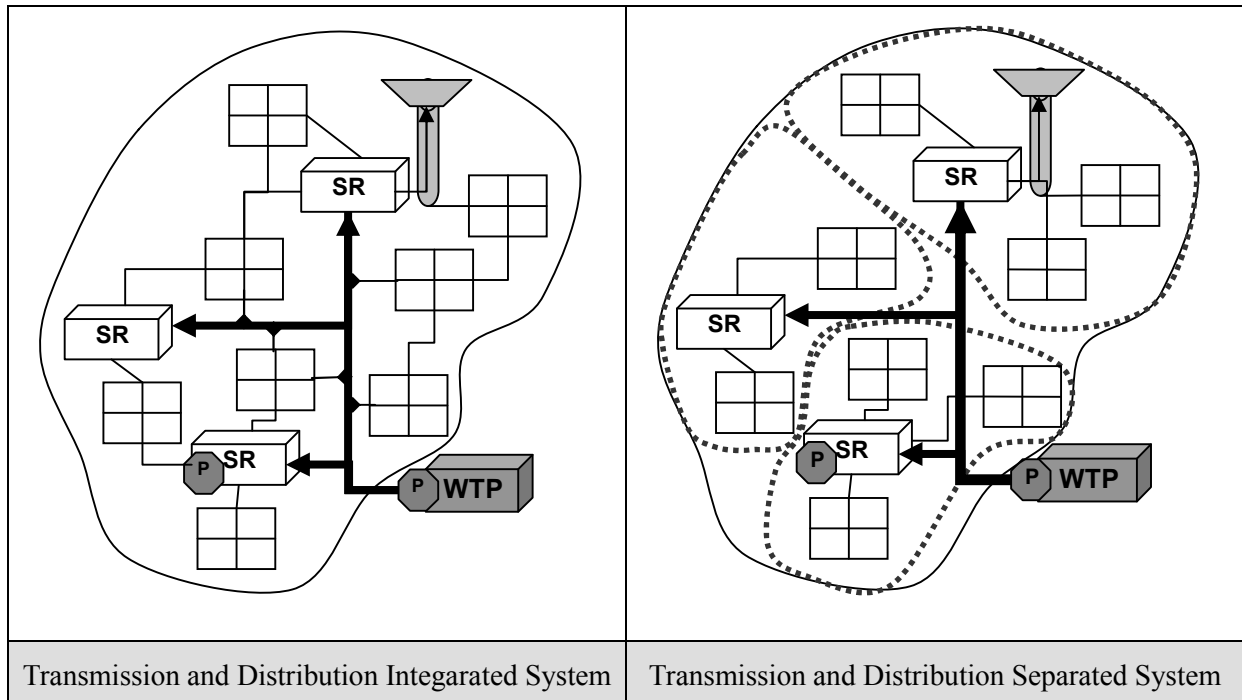 SR
SR
P
SR
P
WTP
SR
SR
P
SR
P
WTP
Transmission and Distribution Integarated System
Transmission and Distribution Separated System